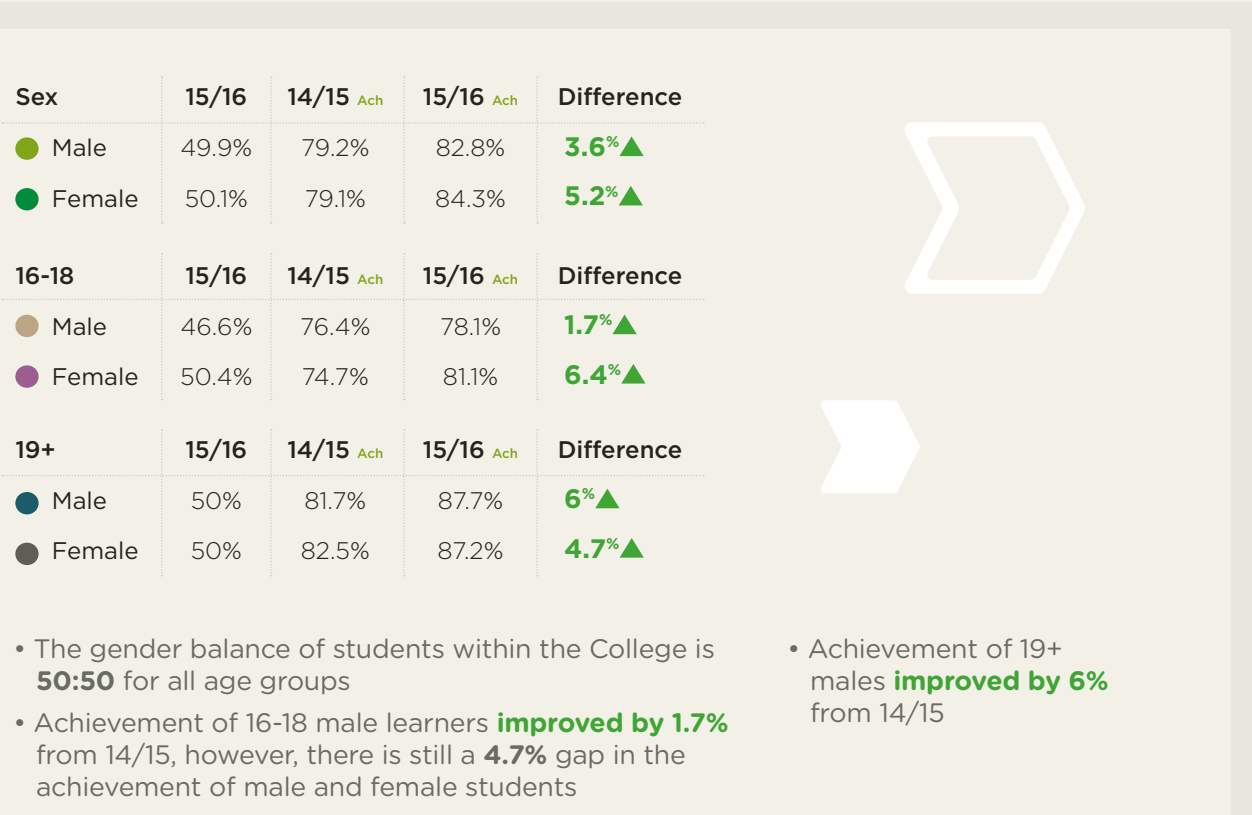 Sex 15/16 14/15 Ach 15/16 Ach Difference
Male 49.9% 79.2% 82.8% 3.6%▲
Female 50.1% 79.1% 84.3% 5.2%▲
16-18 15/16 14/15 Ach 15/16 Ach Difference
Male 46.6% 76.4% 78.1% 1.7%▲
Female 50.4% 74.7% 81.1% 6.4%▲
19+ 15/16 14/15 Ach 15/16 Ach Difference
Male 50% 81.7% 87.7% 6%▲
Female 50% 82.5% 87.2% 4.7%▲
• The gender balance of students within the College is
50:50 for all age groups
• Achievement of 16-18 male learners improved by 1.7%
from 14/15, however, there is still a 4.7% gap in the
achievement of male and female students
• Achievement of 19+
males improved by 6%
from 14/15